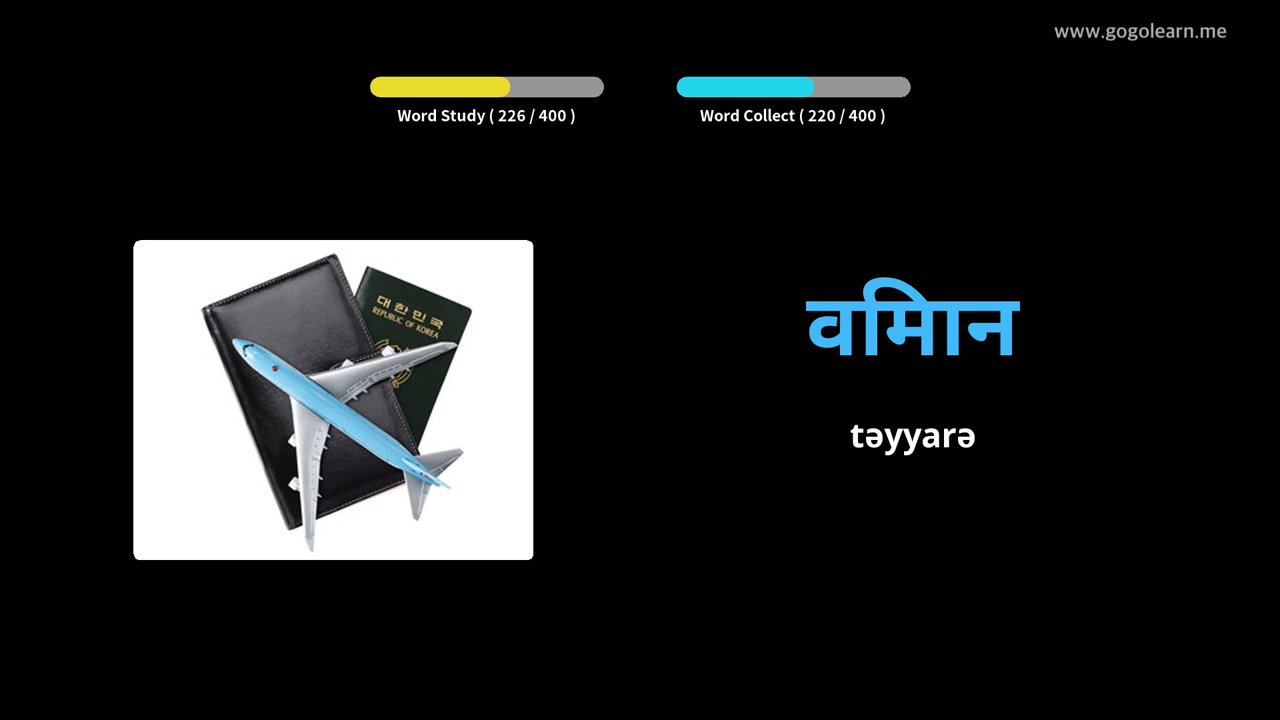 www.gogolearn.me
Word Study ( 226 / 400 )
Word Collect ( 220 / 400 )
대한민국
REPUBLIC OF KOREA
विमान
təyyarə